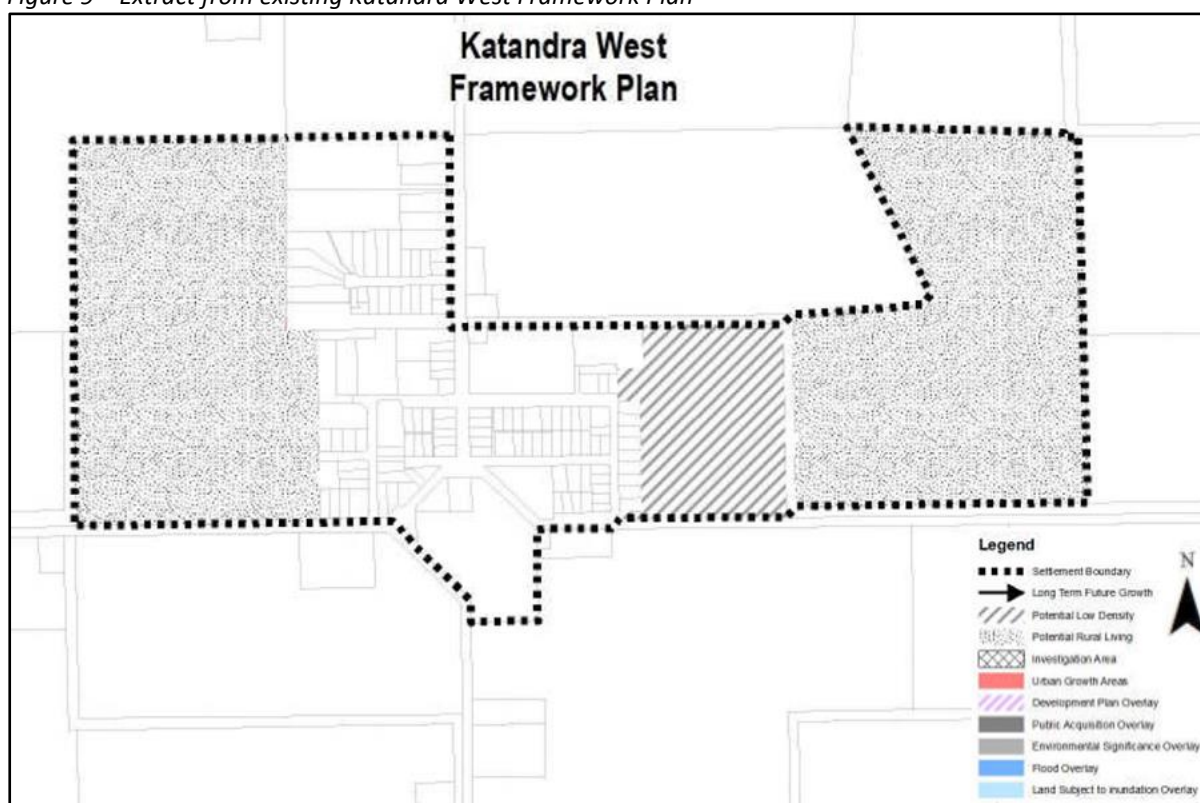 Figure 9 – Extract from existing Katandra West Framework Plan
Katandra West
Framework Plan
Legend
Settlement Boundary
Long Term Future Growth
Potential Low Density
Potential Rural Living
Investigation Area
Urban Growth Areas
Development Plan Overlay
Public Acquisition Overlay
Environmental Significance Overlay
Flood Overlay
Land Subject to Inundation Overlay
N